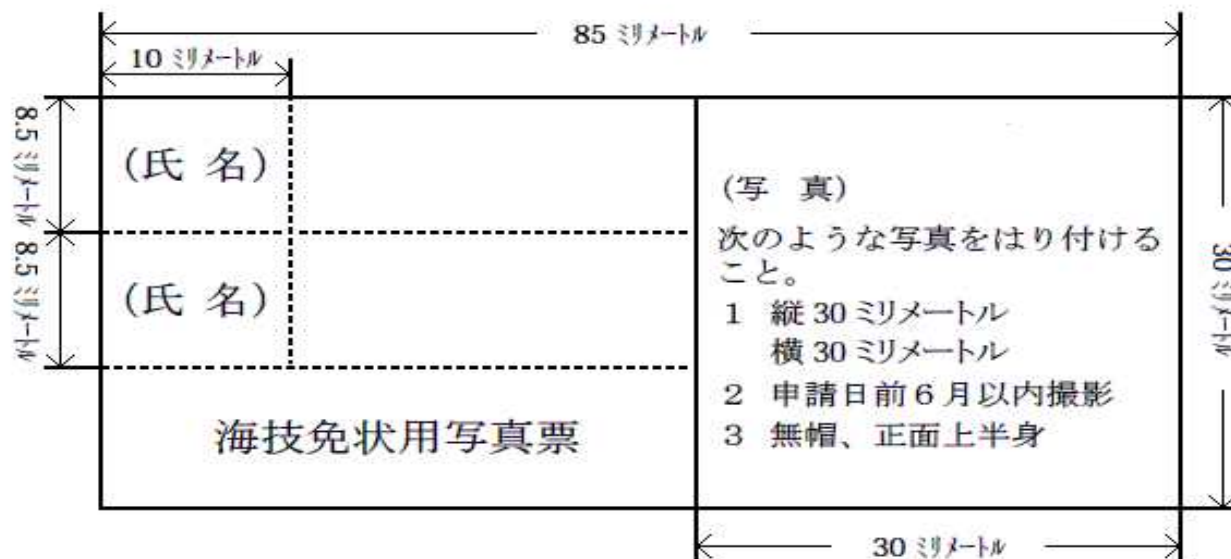 85 ミリメートル
10 ミリメートル
8.5 ミリメートル
(氏 名)
8.5 ミリメートル
(氏 名)
海技免状用写真票
(写 真)
次のような写真をはり付ける
こと。
1 縦 30 ミリメートル
横 30 ミリメートル
2 申請日前6月以内撮影
3 無帽、正面上半身
30 ミリメートル
30 ミリメートル